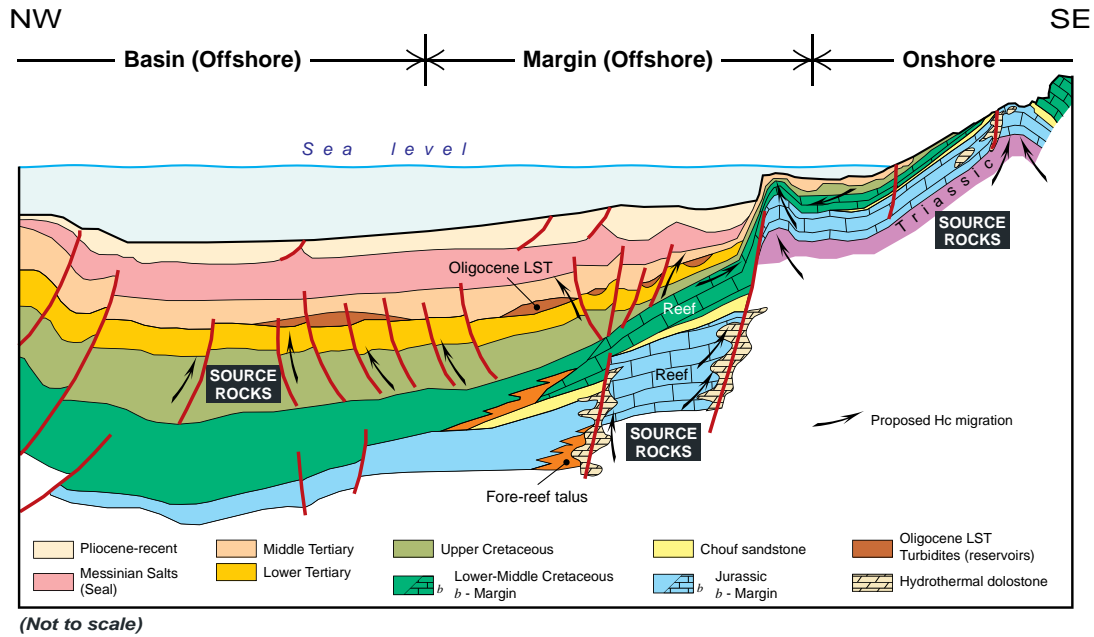 NW
SE
Basin (Offshore)
Margin (Offshore)
Onshore
Sea level
Triassic
SOURCE
ROCKS
Oligocene LST
Reef
Reef
SOURCE
ROCKS
SOURCE
ROCKS
Proposed Hc migration
Fore-reef talus
Pliocene-recent
Messinian Salts
(Seal)
Middle Tertiary
Lower Tertiary
Upper Cretaceous
b
Lower-Middle Cretaceous
b - Margin
Chouf sandstone
b
Jurassic
b - Margin
Oligocene LST
Turbidites (reservoirs)
Hydrothermal dolostone
(Not to scale)